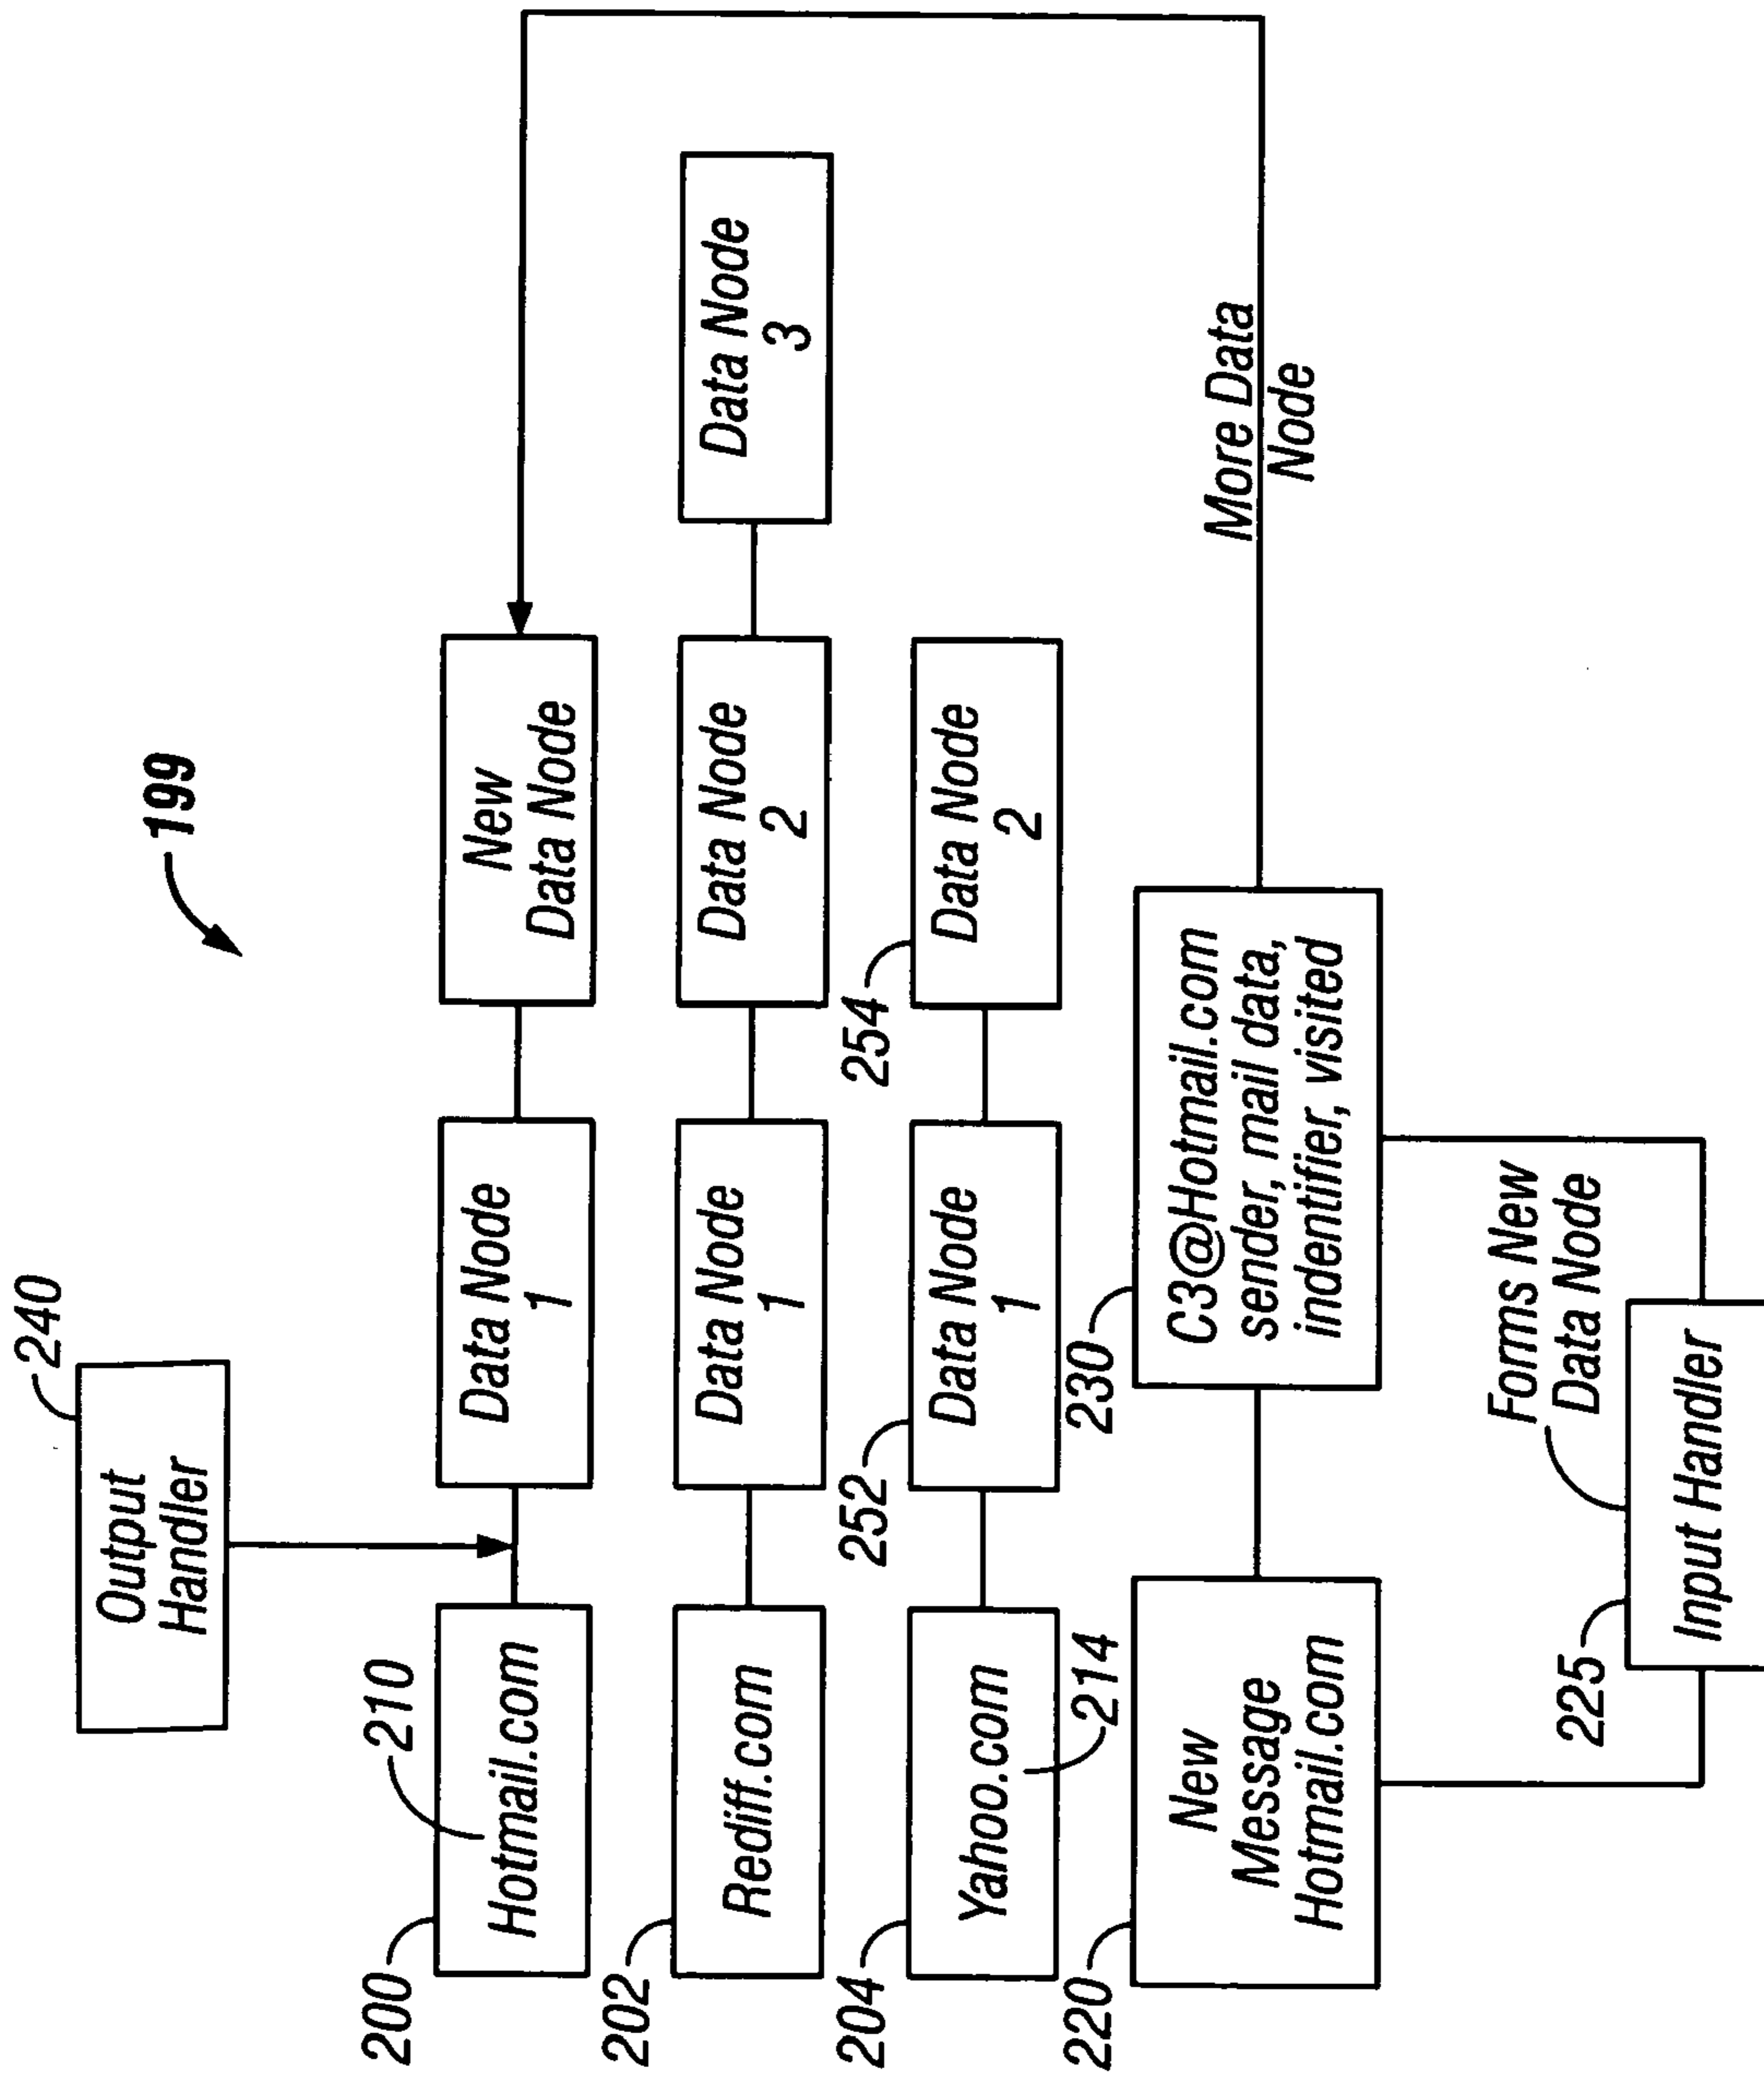 199
240
Output
Handler
200
210
Hotmail.com
Data Node
1
New
Data Node
202
Rediff.com
Data Node
1
Data Node
2
Data Node
3
204
Yahoo.com
214
252
Data Node
1
254
Data Node
2
220
New
Message
Hotmail.com
230
C3@Hotmail.com
sender, mail data,
indentifier, visited
More Data
Node
225
Input Handler
Forms New
Data Node